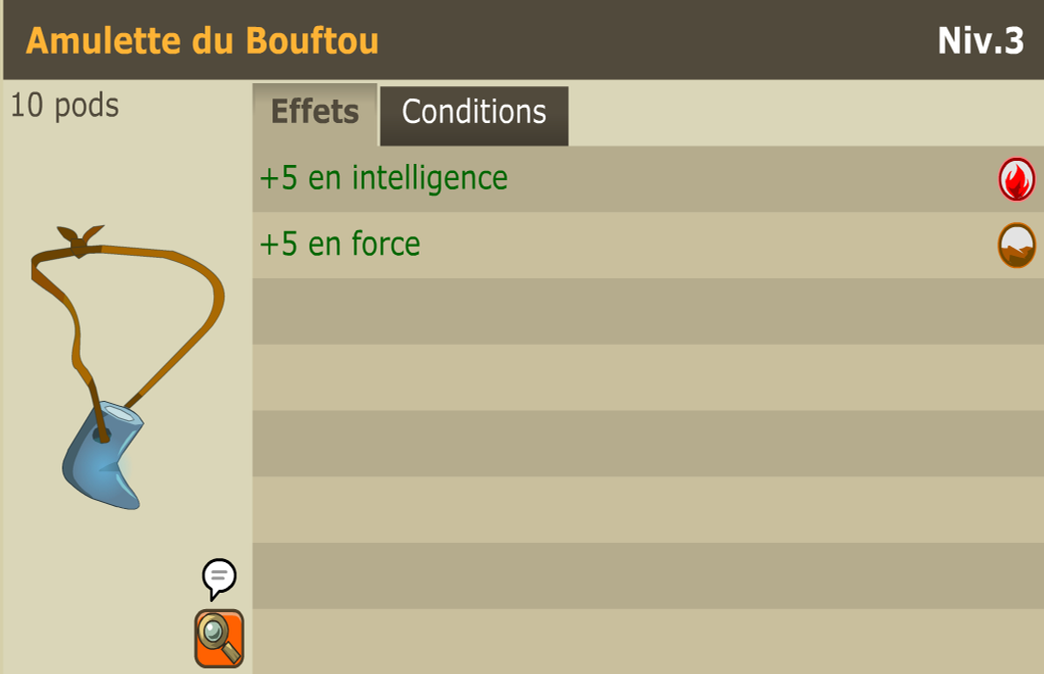 Amulette du Bouftou
Niv.3
10 pods
Effets
Conditions
+5 en intelligence
+5 en force